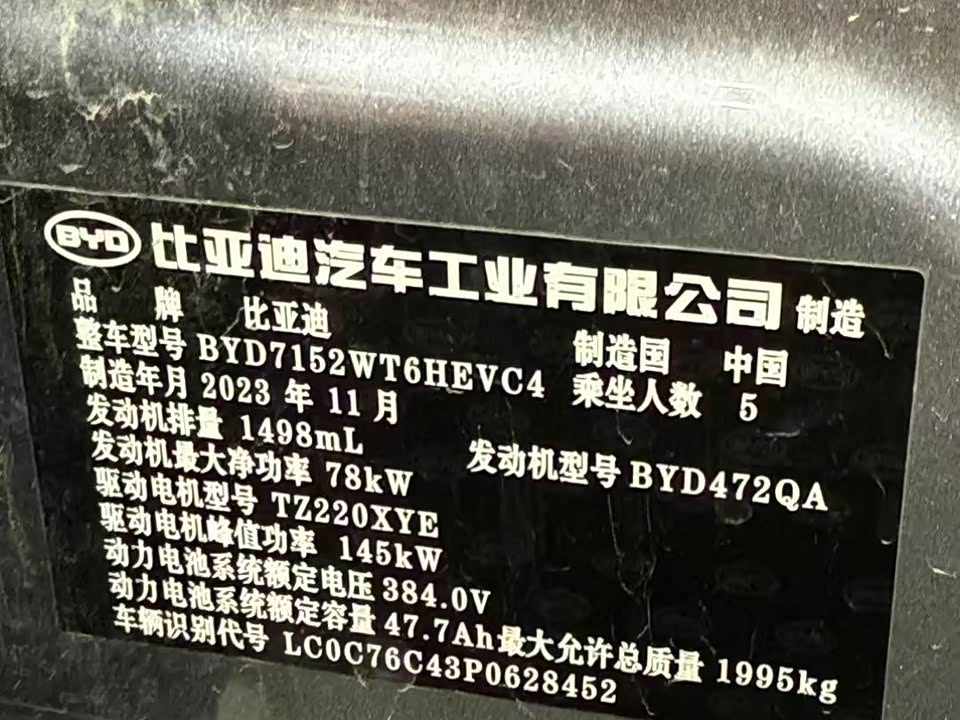 BYD 比亚迪汽车工业有限公司 制造
品 牌 比亚迪 制造国 中国
整车型号 BYD7152WT6HEVC4 乘坐人数 5
制造年月 2023 年 11 月
发动机排量 1498mL 发动机型号 BYD472QA
发动机最大净功率 78kW
驱动电机型号 TZ220XYE
驱动电机峰值功率 145kW
动力电池系统额定电压 384.0V
动力电池系统额定容量 47.7Ah 最大允许总质量 1995kg
车辆识别代号 LC0C76C43P0628452